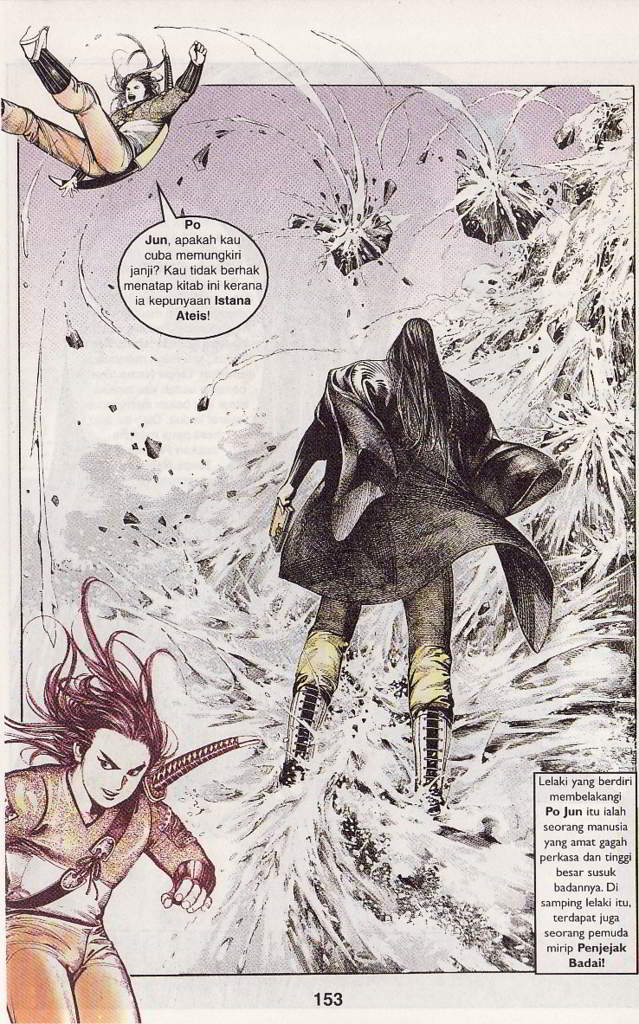 Po
Jun, apakah kau
cuba memungkiri
janji? Kau tidak berhak
menatap kitab ini kerana
ia kepunyaan Istana
Ateis!
Lelaki yang berdiri
membelakangi
Po Jun itu ialah
seorang manusia
yang amat gagah
perkasa dan tinggi
besar susuk
badannya. Di
samping lelaki itu,
terdapat juga
seorang pemuda
mirip Penjejak
Badai!
153